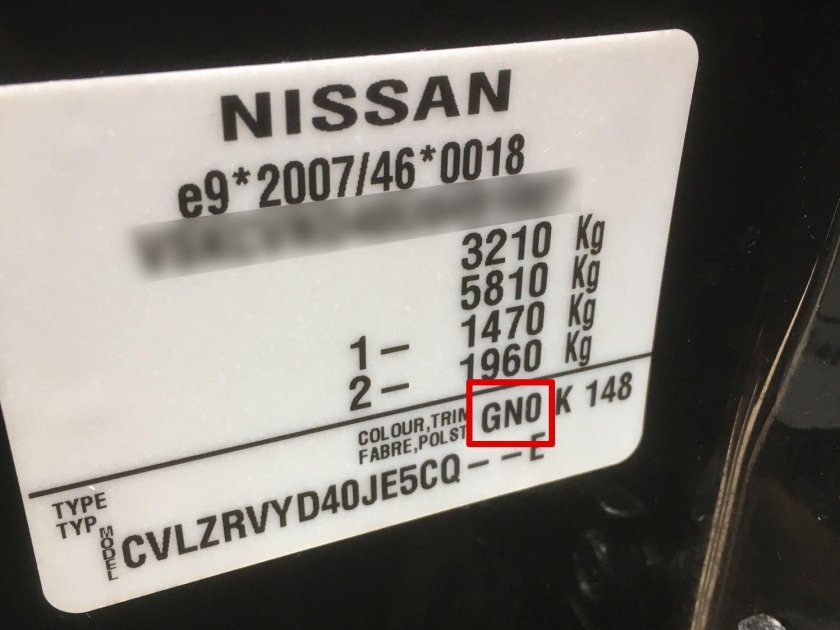 NISSAN
e9*2007/46*0018
3210 Kg
5810 Kg
1- 1470 Kg
2- 1960 Kg
COLOUR,TRIM GN0 K 148
FABRE,POLST
TYPE
TYP
MODEL CVLZRVYD40JE5CQ---E